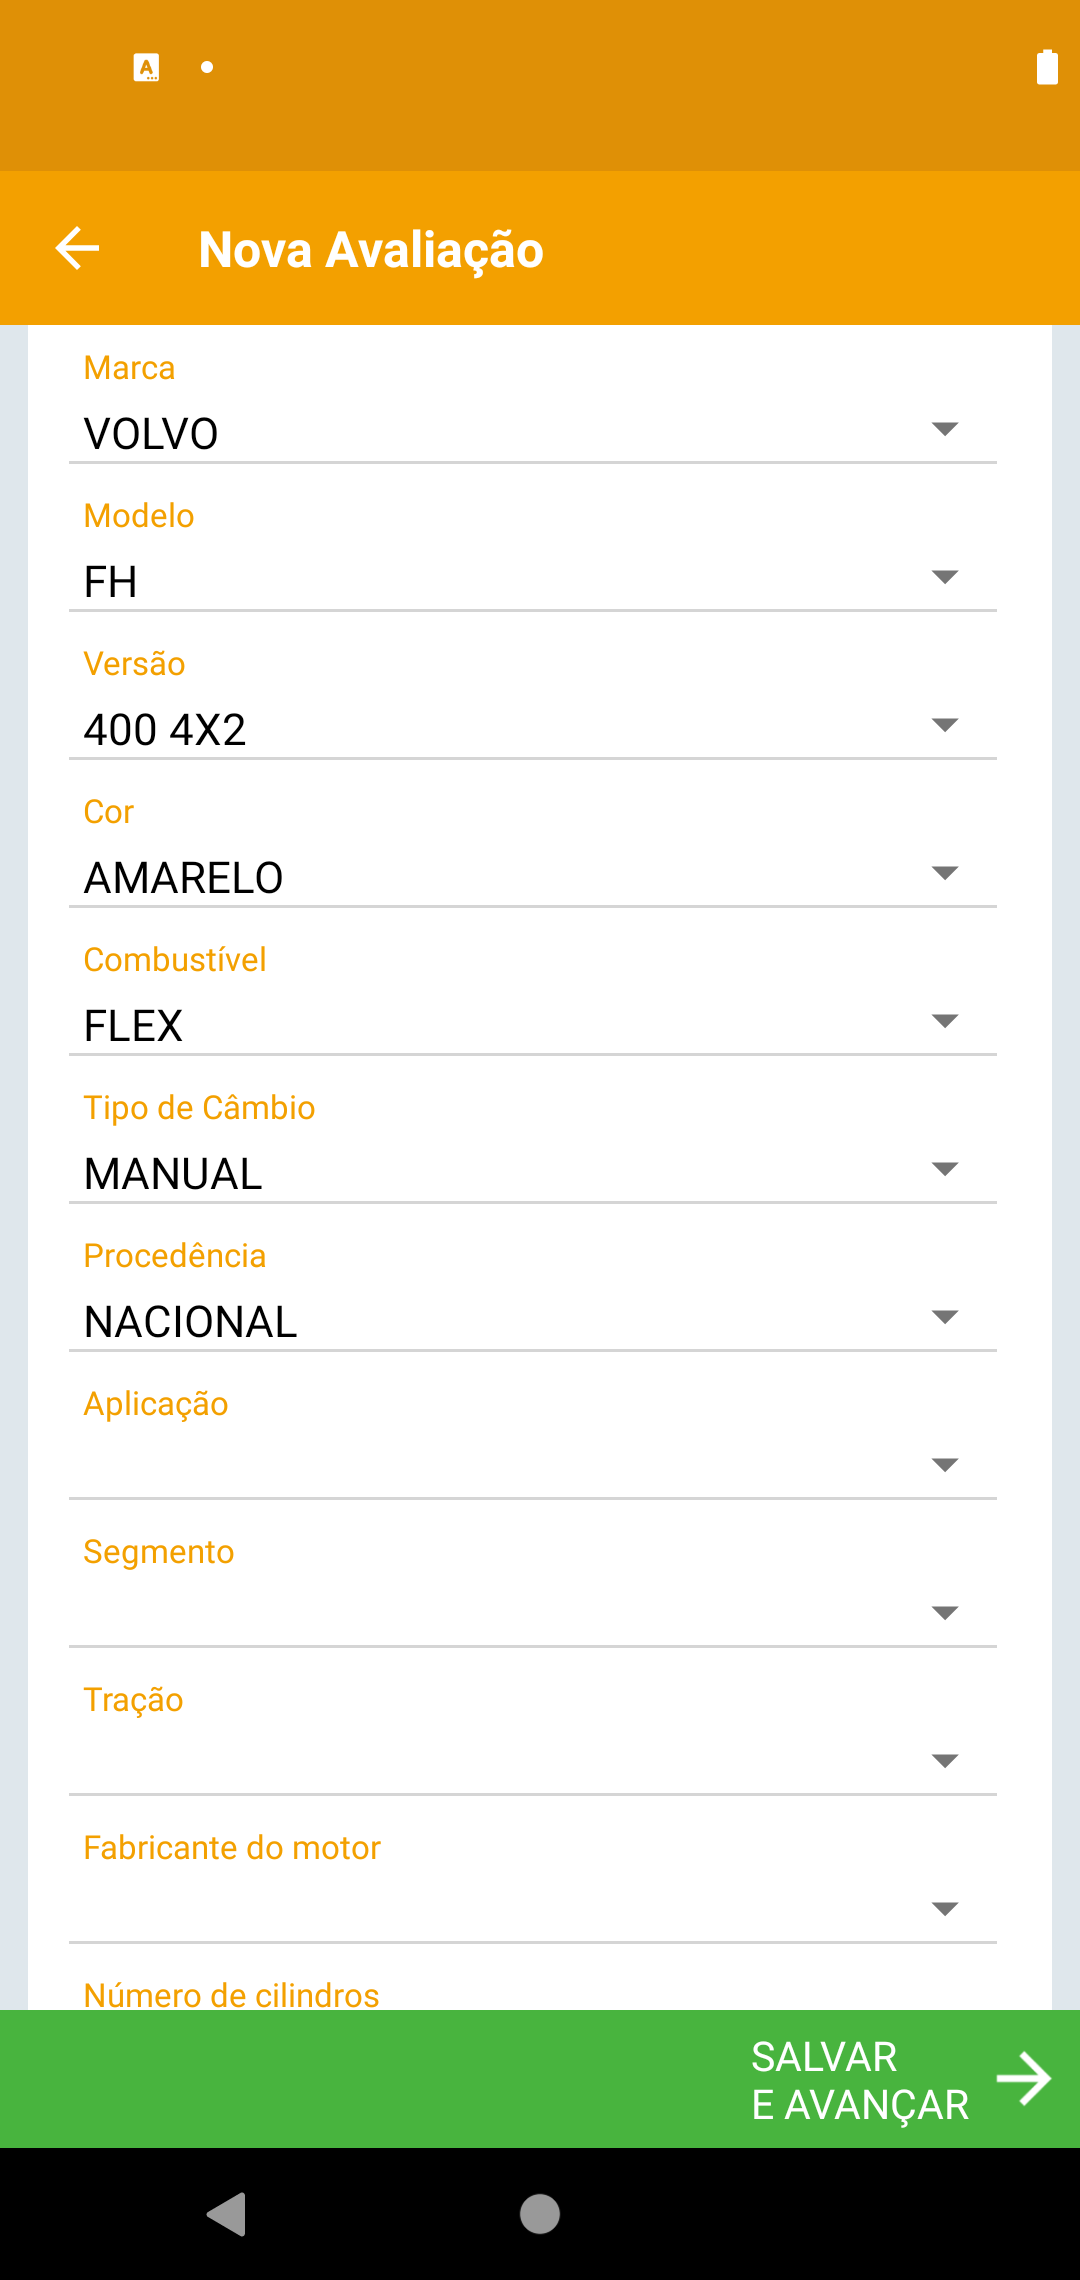 Nova Avaliação
Marca
VOLVO
Modelo
FH
Versão
400 4X2
Cor
AMARELO
Combustível
FLEX
Tipo de Câmbio
MANUAL
Procedência
NACIONAL
Aplicação
Segmento
Tração
Fabricante do motor
Número de cilindros
SALVAR
E AVANÇAR